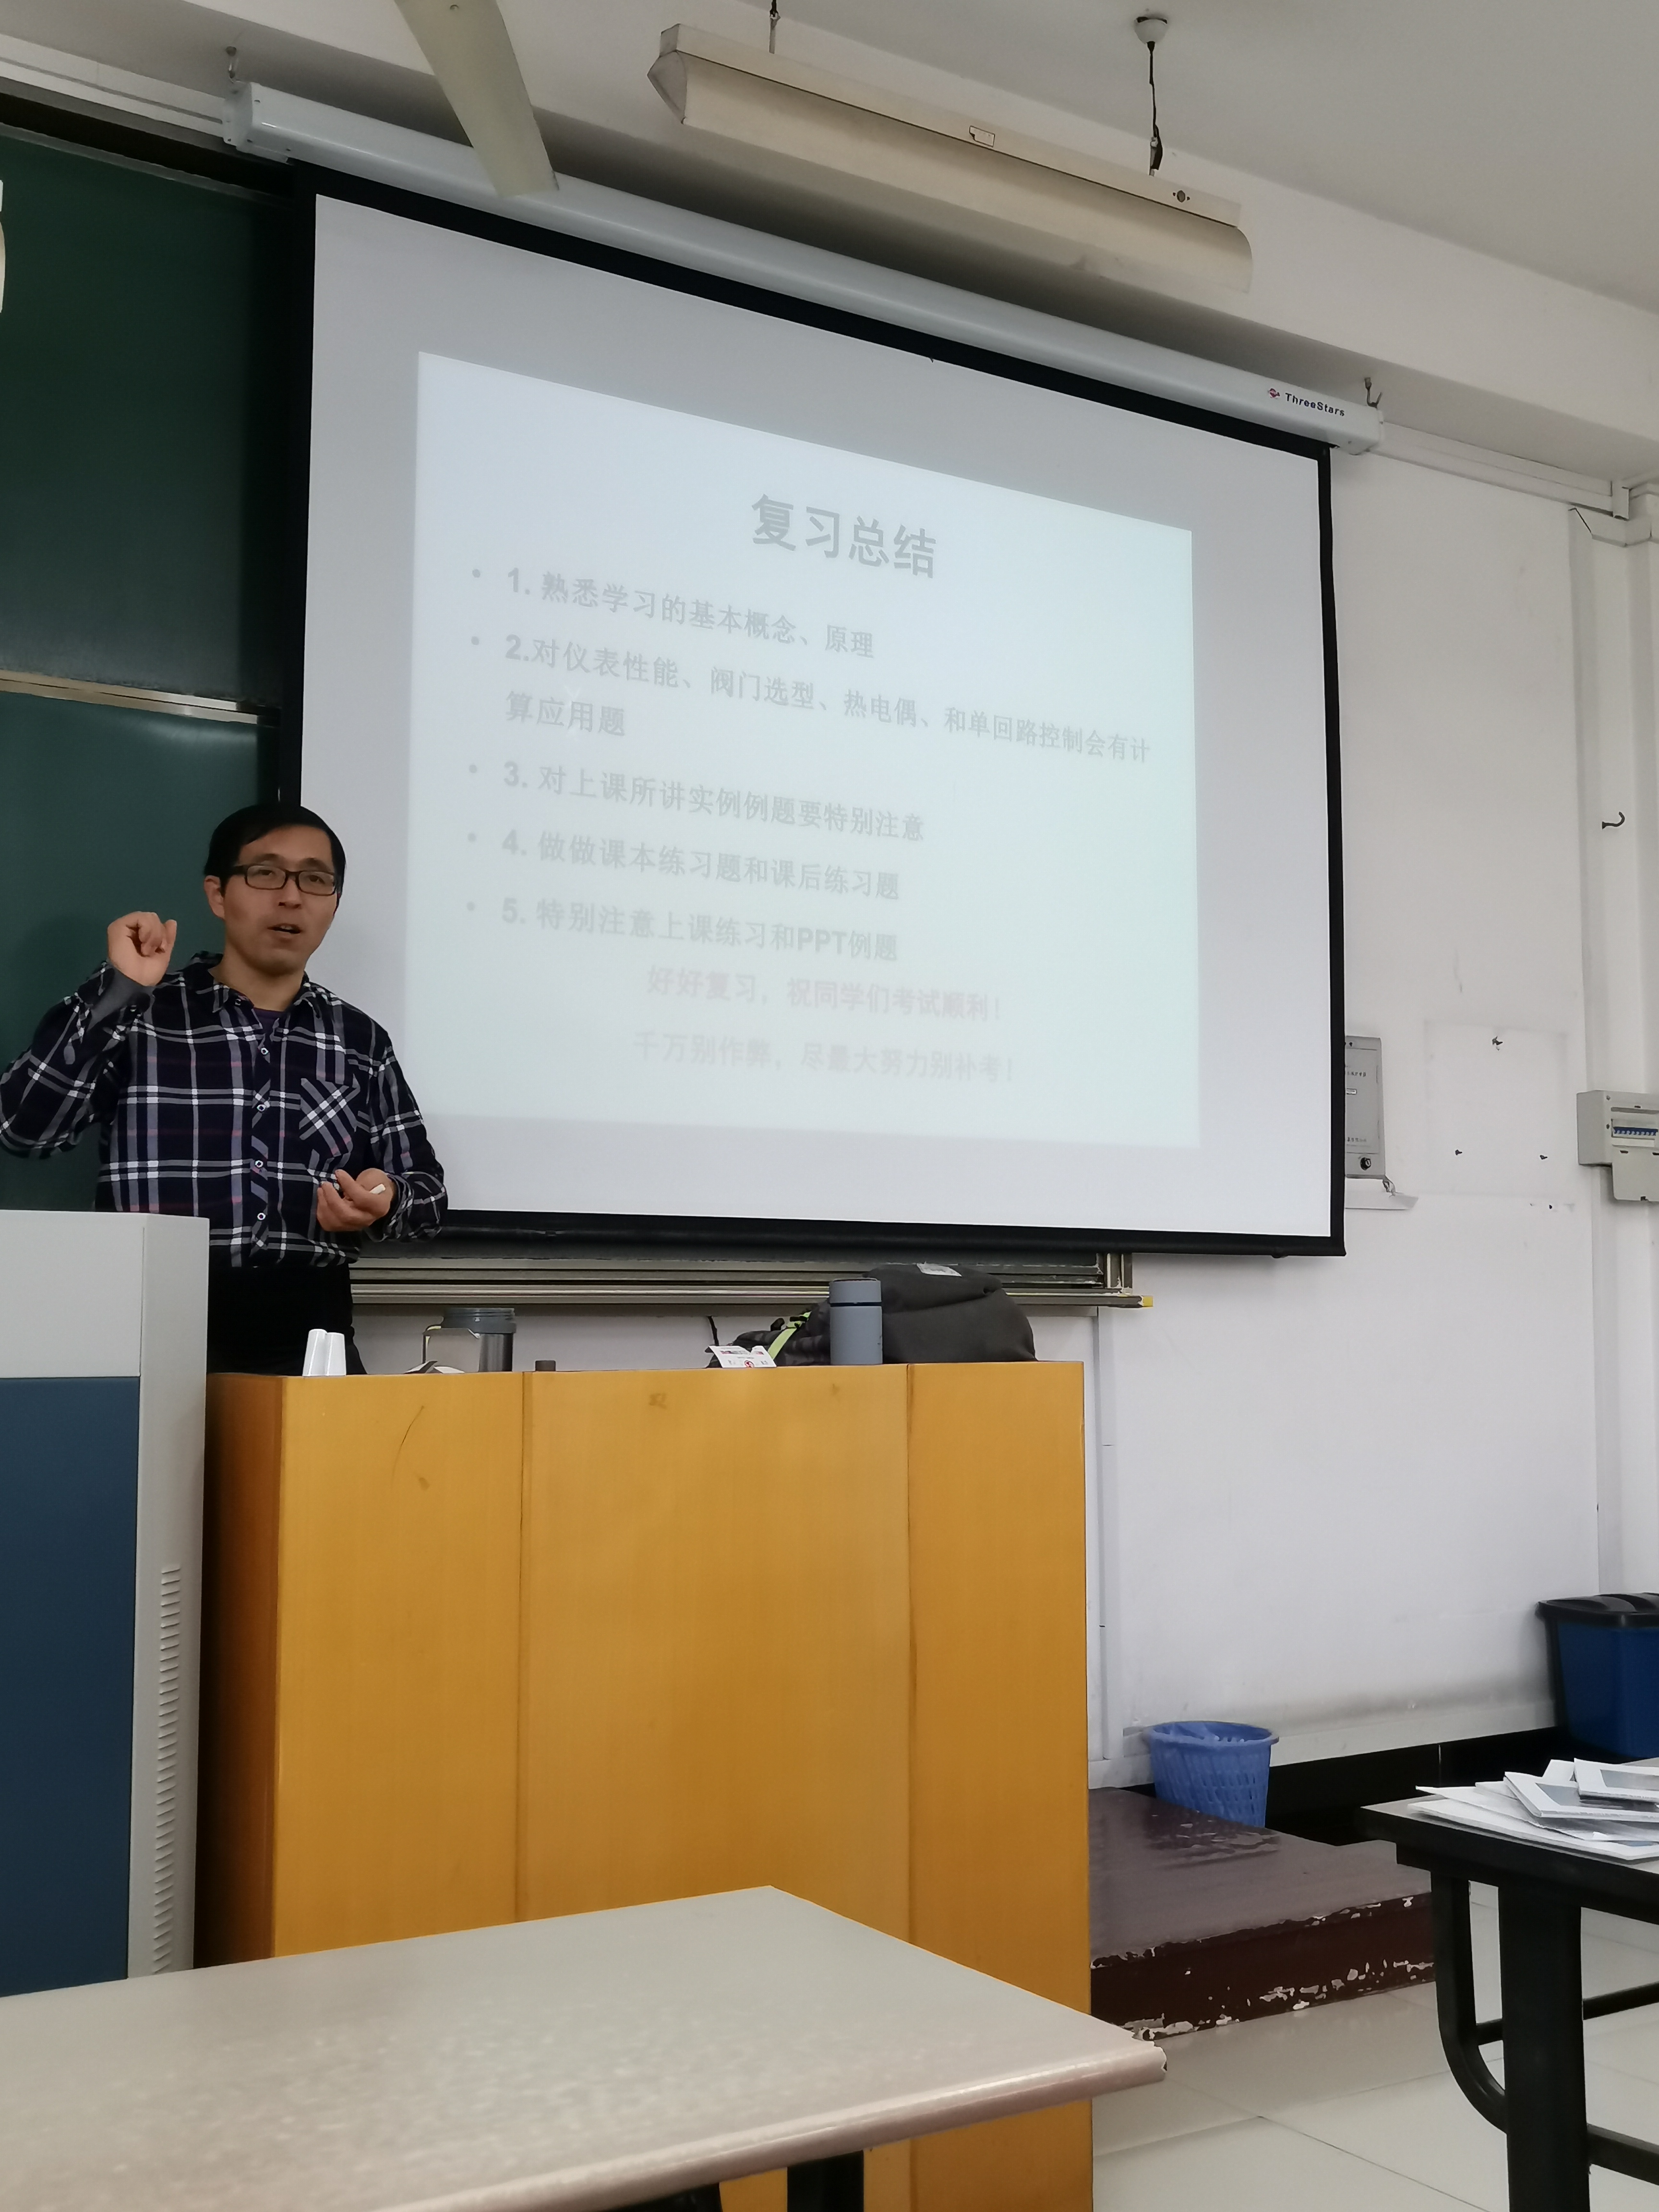 ThreeStars
复习总结
• 1. 熟悉学习的基本概念、原理
• 2.对仪表性能、阀门选型、热电偶、和单回路控制会有计
算应用题
• 3. 对上课所讲实例例题要特别注意
• 4. 做做课本练习题和课后练习题
• 5. 特别注意上课练习和PPT例题
好好复习，祝同学们考试顺利！
千万别作弊，尽最大努力别补考！